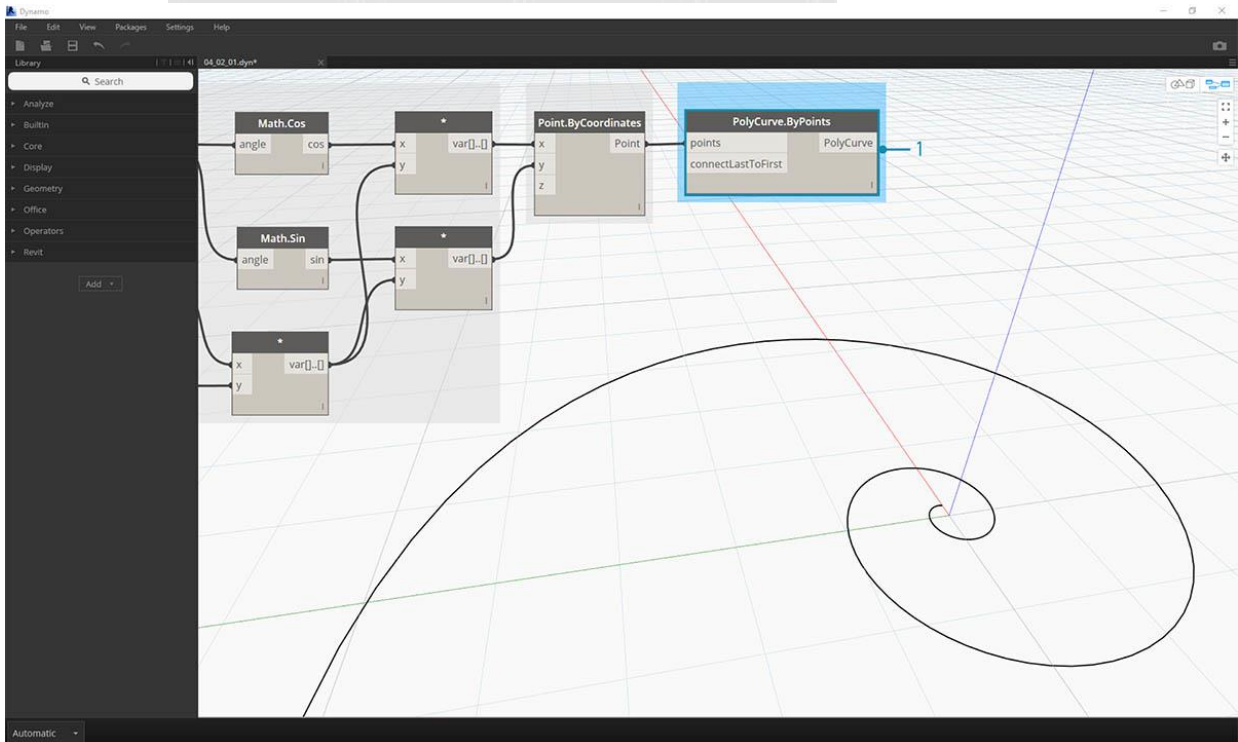 Dynamo
File Edit View Packages Settings Help
Library
04_02_01.dyn*
Search
Analyze
BuiltIn
Core
Display
Geometry
Office
Operators
Revit
Add
Math.Cos
angle cos
*
x var[]..[]
y
Point.ByCoordinates
x Point
y
z
PolyCurve.ByPoints
points PolyCurve
connectLastToFirst
1
Math.Sin
angle sin
*
x var[]..[]
y
*
x var[]..[]
y
Automatic